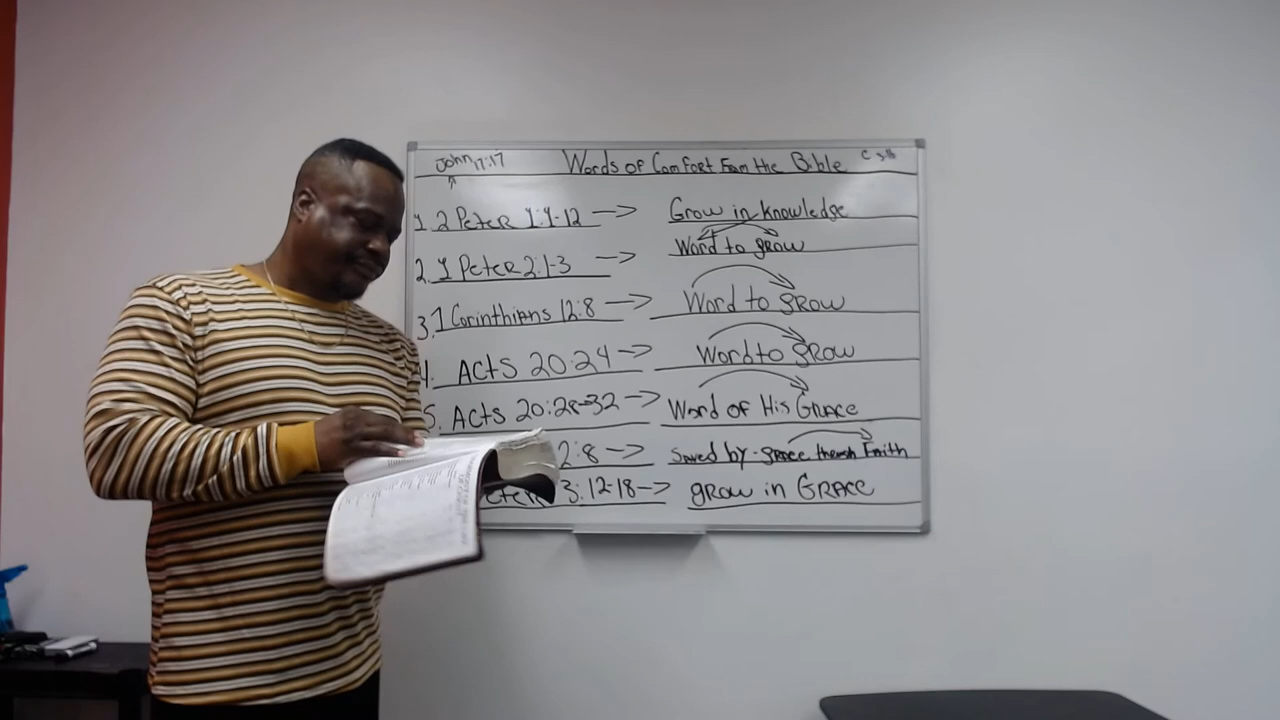 John 17:17 Words of Comfort From the Bible CSB
1. 2 Peter 1:1-12 → Grow in Knowledge
Word to grow
2. 1 Peter 2:1-3 →
3. 1 Corinthians 12:8 → Word to gRow
4. Acts 20:24 → Word to gRow
5. Acts 20:28-32 → Word of His Grace
2:8 → Saved by - grace through Faith
3:12-18 → gRow in GRace